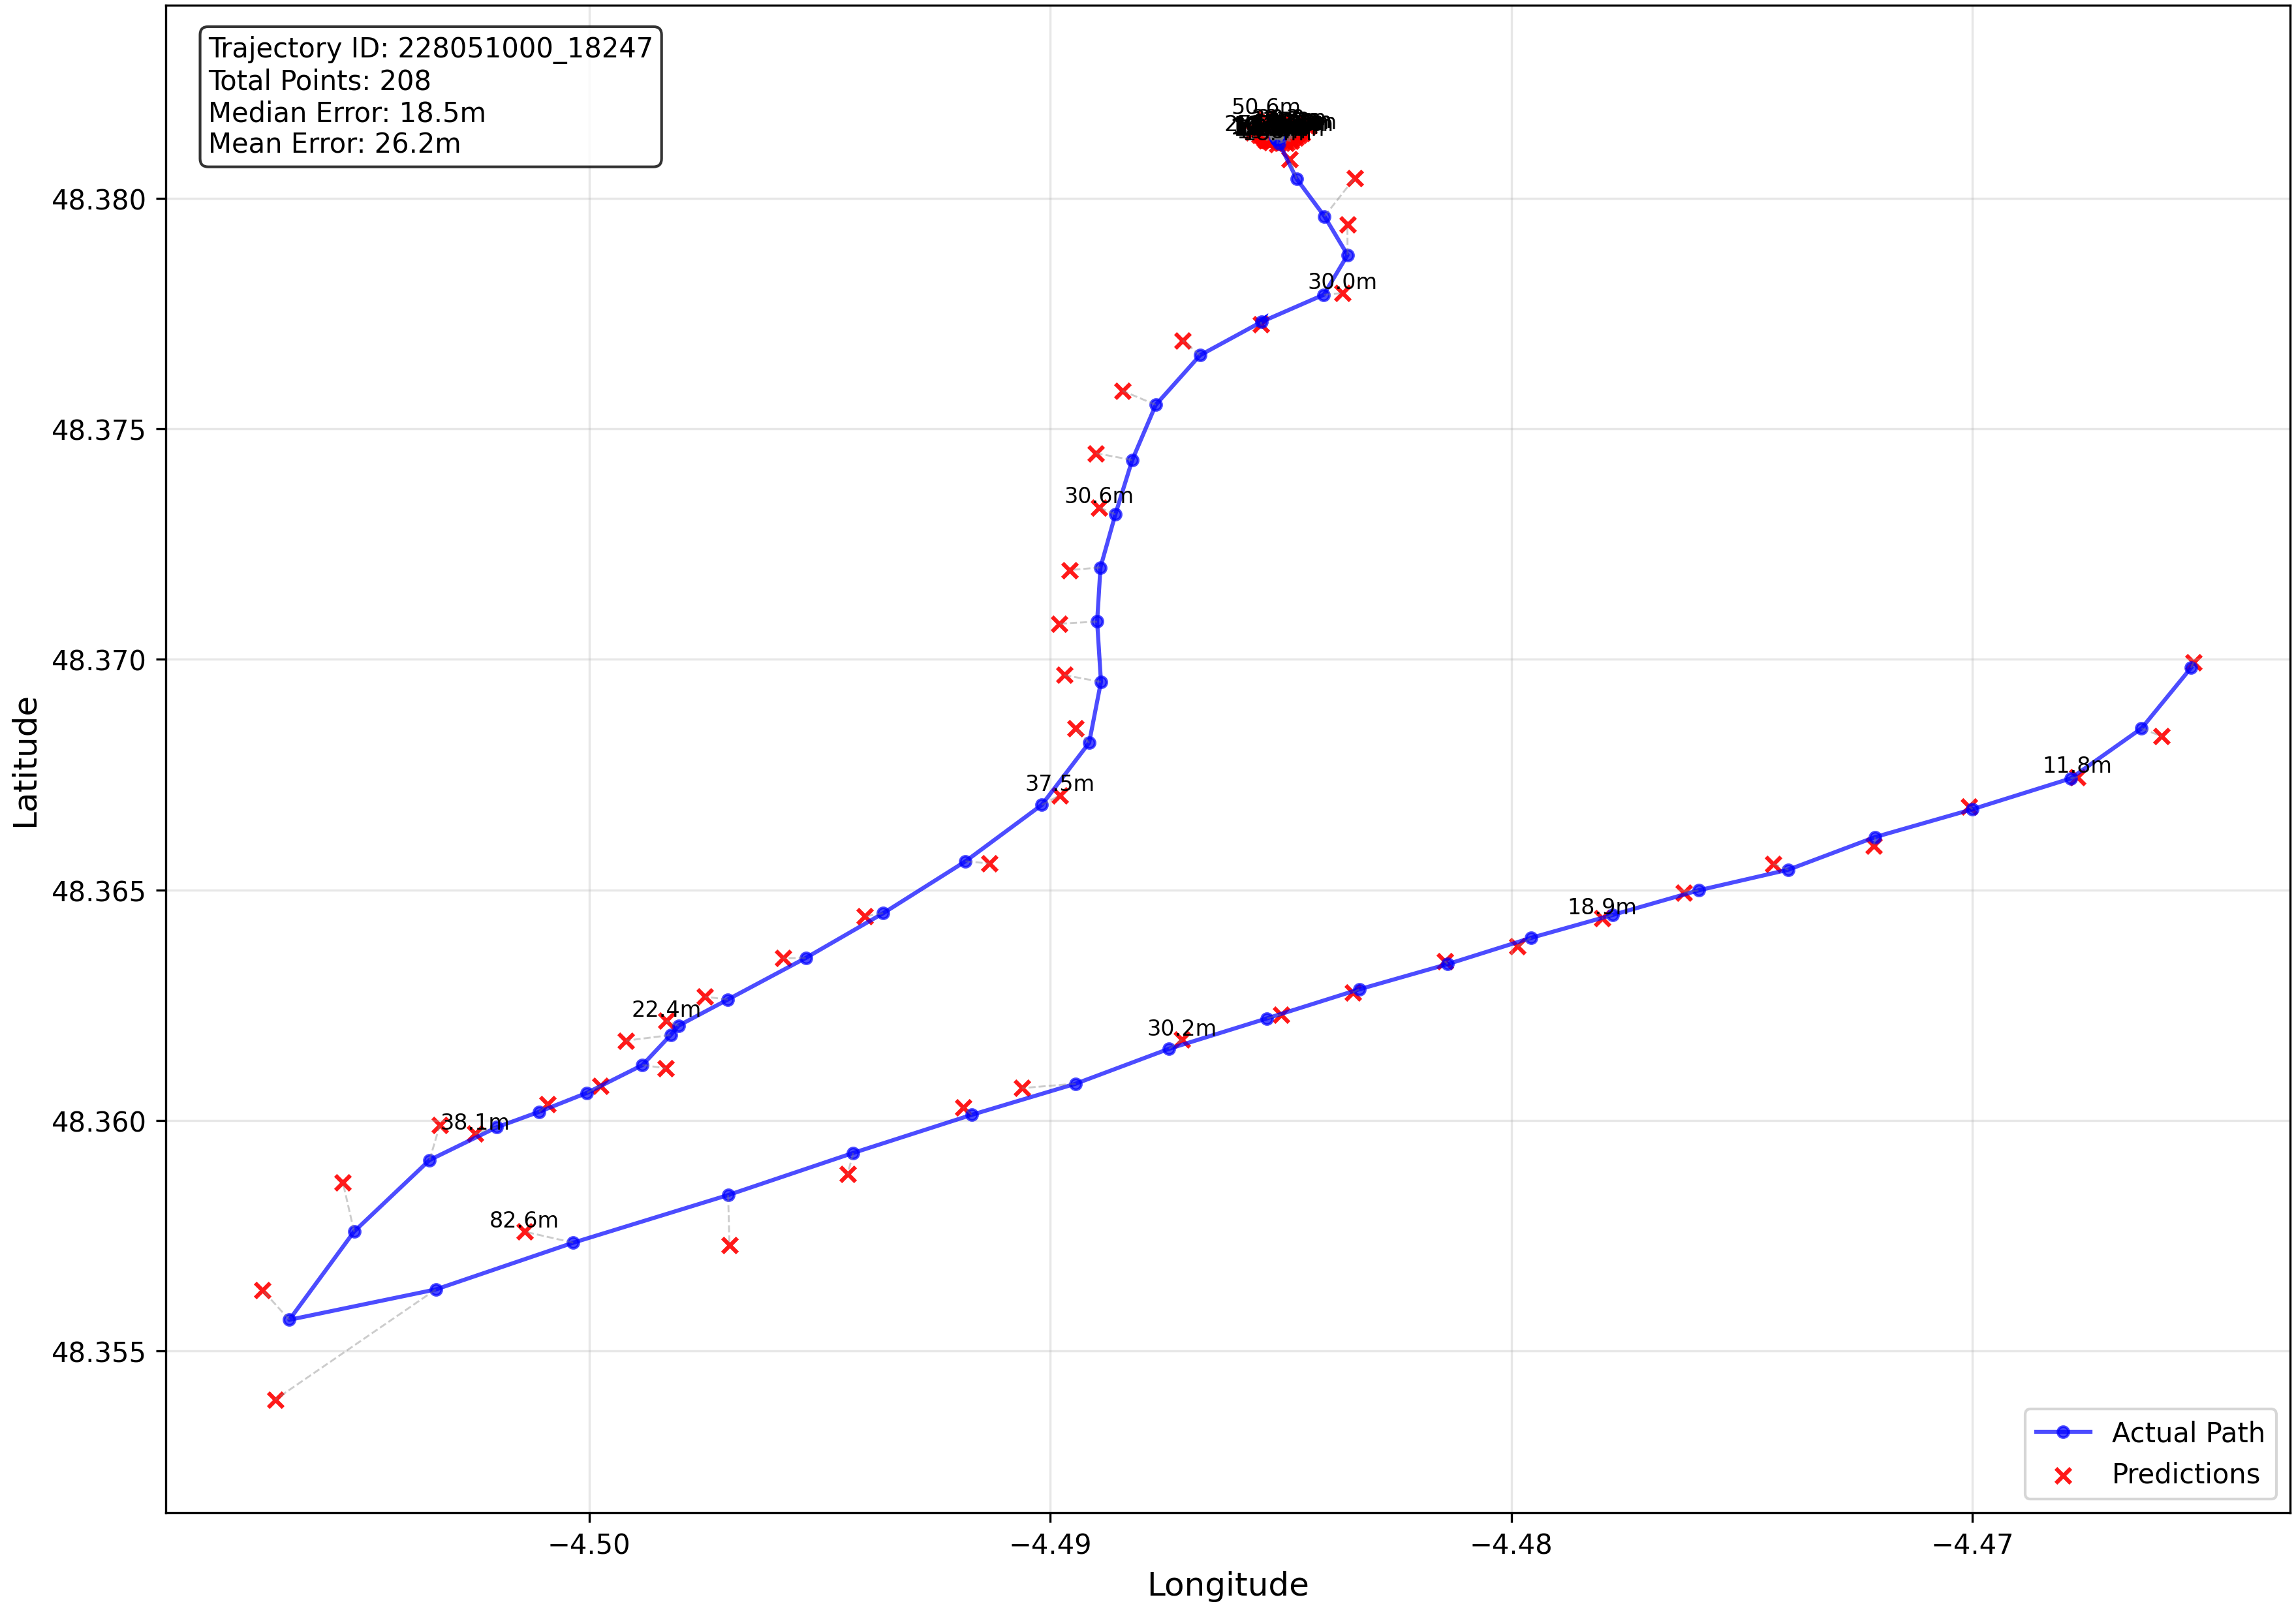 Trajectory ID: 228051000_18247
Total Points: 208
Median Error: 18.5m
Mean Error: 26.2m
50.6m
48.380
30.0m
48.375
30.6m
48.370
37.5m
11.8m
48.365
18.9m
22.4m
30.2m
48.360
38.1m
82.6m
48.355
Latitude
Actual Path
Predictions
−4.50
−4.49
−4.48
−4.47
Longitude